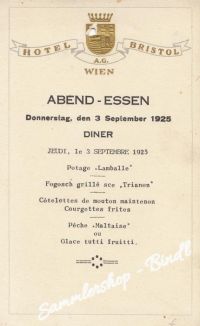 HOTEL BRISTOL
A.G.
WIEN
ABEND-ESSEN
Donnerstag, den 3 September 1925
DINER
JEUDI, le 3 SEPTEMBRE 1925
Potage „Lamballe"
Fogosch grillé sce „Trianon"
Côtelettes de mouton maintenon
Courgettes frites
Pêche „Maltaise"
ou
Glace tutti fruitti.
Sammlershop - Bindl